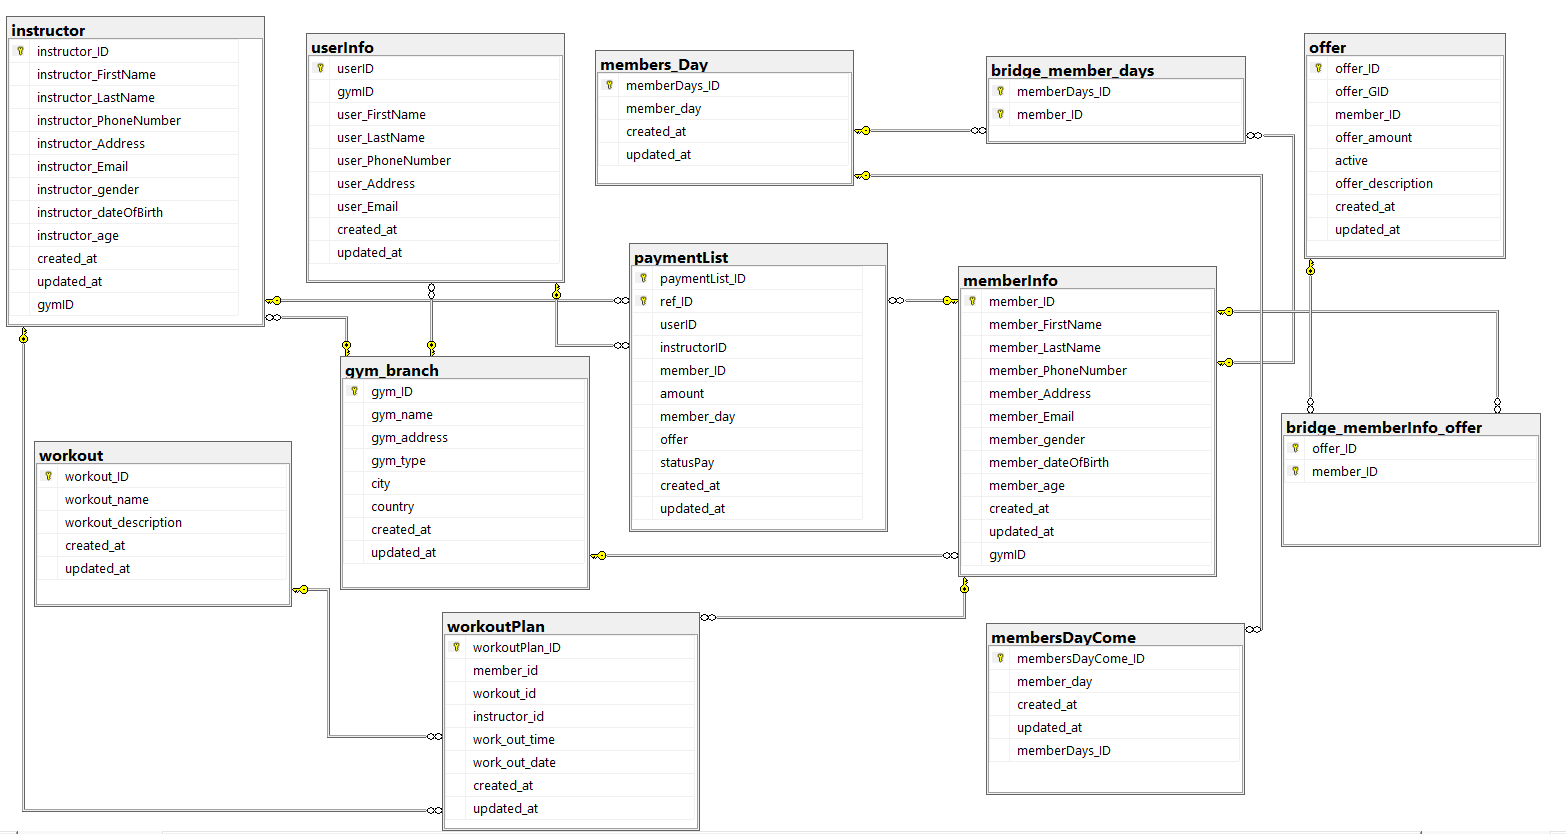 instructor
instructor_ID
instructor_FirstName
instructor_LastName
instructor_PhoneNumber
instructor_Address
instructor_Email
instructor_gender
instructor_dateOfBirth
instructor_age
created_at
updated_at
gymID
userInfo
userID
gymID
user_FirstName
user_LastName
user_PhoneNumber
user_Address
user_Email
created_at
updated_at
members_Day
memberDays_ID
member_day
created_at
updated_at
bridge_member_days
memberDays_ID
member_ID
offer
offer_ID
offer_GID
member_ID
offer_amount
active
offer_description
created_at
updated_at
paymentList
paymentList_ID
ref_ID
userID
instructorID
member_ID
amount
member_day
offer
statusPay
created_at
updated_at
memberInfo
member_ID
member_FirstName
member_LastName
member_PhoneNumber
member_Address
member_Email
member_gender
member_dateOfBirth
member_age
created_at
updated_at
gymID
gym_branch
gym_ID
gym_name
gym_address
gym_type
city
country
created_at
updated_at
bridge_memberInfo_offer
offer_ID
member_ID
workout
workout_ID
workout_name
workout_description
created_at
updated_at
workoutPlan
workoutPlan_ID
member_id
workout_id
instructor_id
work_out_time
work_out_date
created_at
updated_at
membersDayCome
membersDayCome_ID
member_day
created_at
updated_at
memberDays_ID